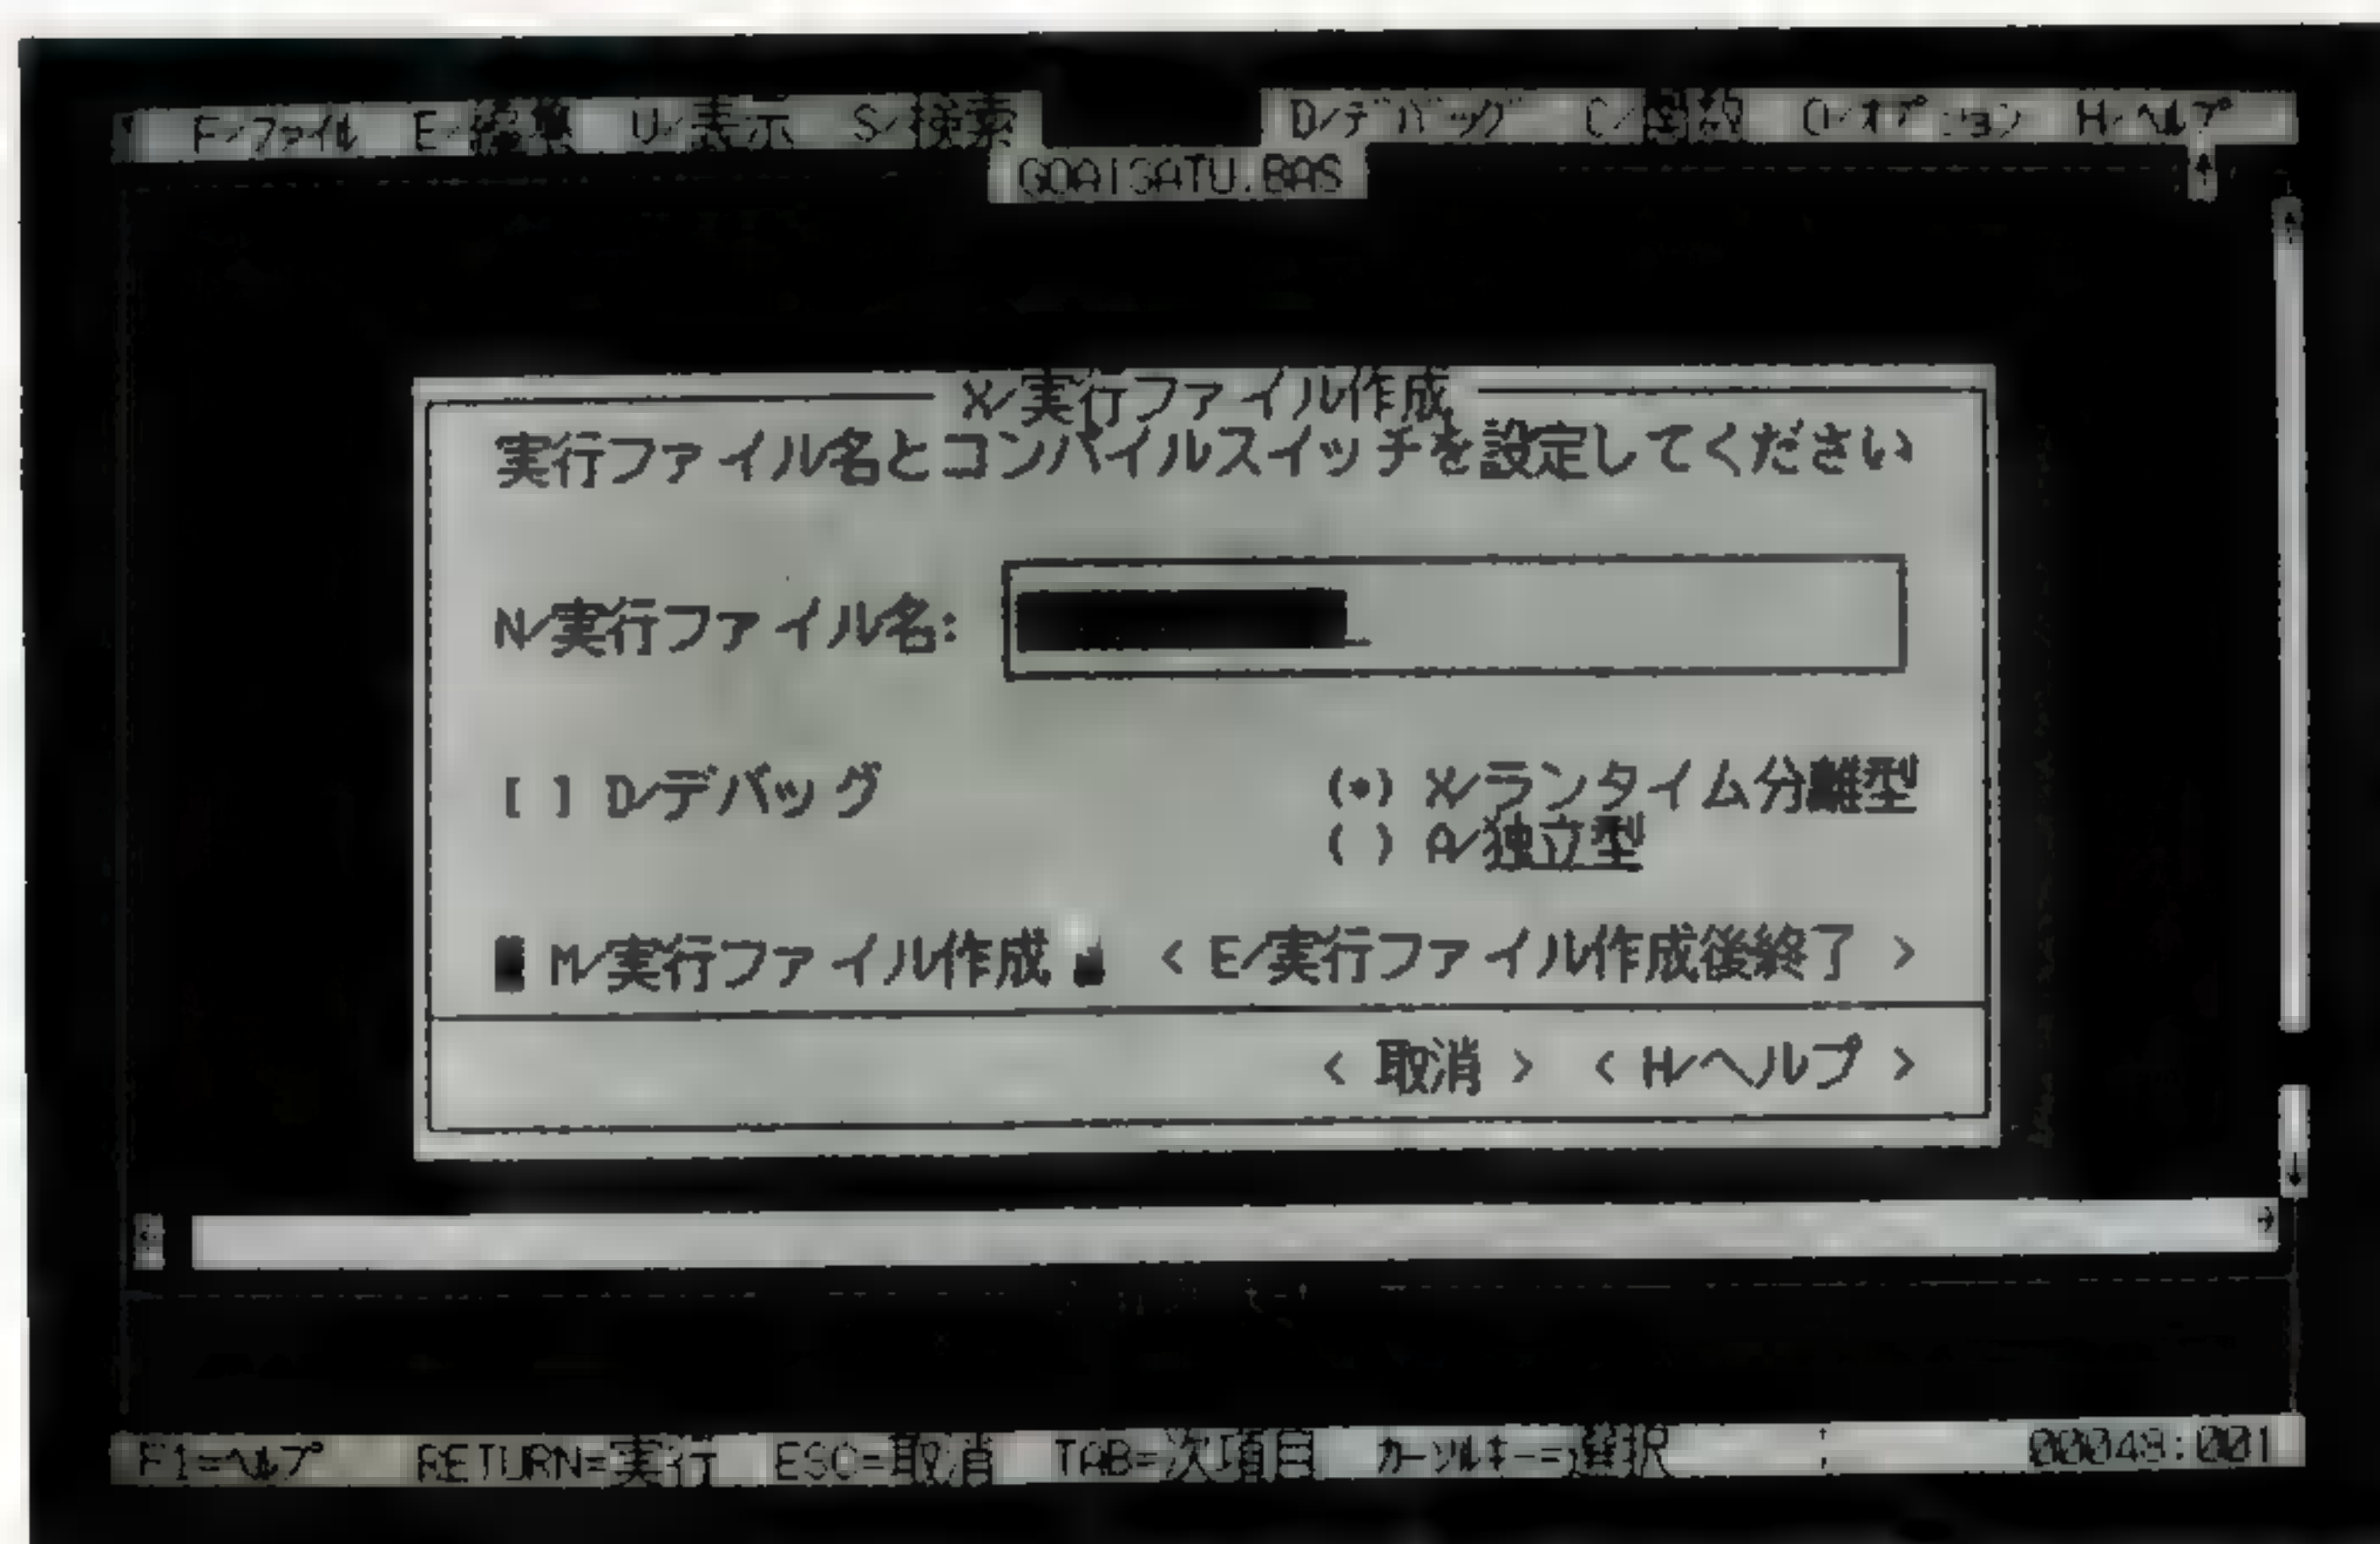 F/ファイル E/編集 U/表示 S/検索 D/デバッグ O/オプション H/ヘルプ
GOAISATU.BAS
X/実行ファイル作成
実行ファイル名とコンパイルスイッチを設定してください
N/実行ファイル名:
[ ] D/デバッグ (•) X/ランタイム分離型
( ) A/独立型
M/実行ファイル作成 < E/実行ファイル作成後終了 >
< 取消 > < H/ヘルプ >
F1=ヘルプ RETURN=実行 ESC=取消 TAB=次項目 カーソルキー=選択 00048:001